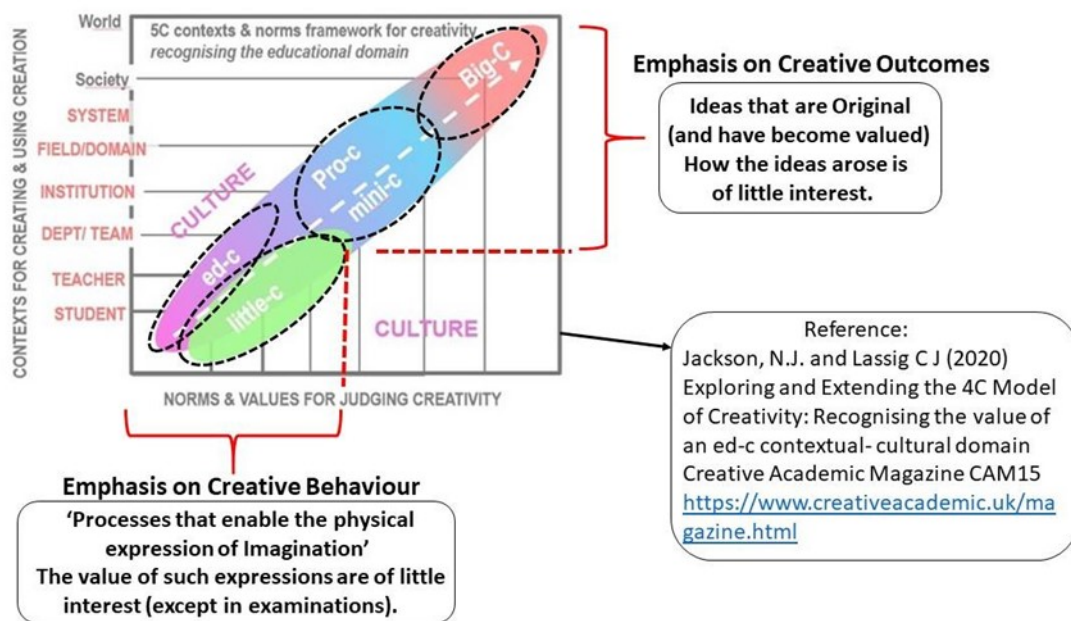 World
Society
SYSTEM
FIELD/DOMAIN
INSTITUTION
DEPT/ TEAM
TEACHER
STUDENT
CONTEXTS FOR CREATING & USING CREATION
5C contexts & norms framework for creativity
recognising the educational domain
Big-C
Pro-c
mini-c
CULTURE
ed-c
little-c
CULTURE
NORMS & VALUES FOR JUDGING CREATIVITY
Emphasis on Creative Outcomes
Ideas that are Original
(and have become valued)
How the ideas arose is
of little interest.
Reference:
Jackson, N.J. and Lassig C J (2020)
Exploring and Extending the 4C Model
of Creativity: Recognising the value of
an ed-c contextual- cultural domain
Creative Academic Magazine CAM15
https://www.creativeacademic.uk/ma
gazine.html
Emphasis on Creative Behaviour
‘Processes that enable the physical
expression of Imagination’
The value of such expressions are of little
interest (except in examinations).